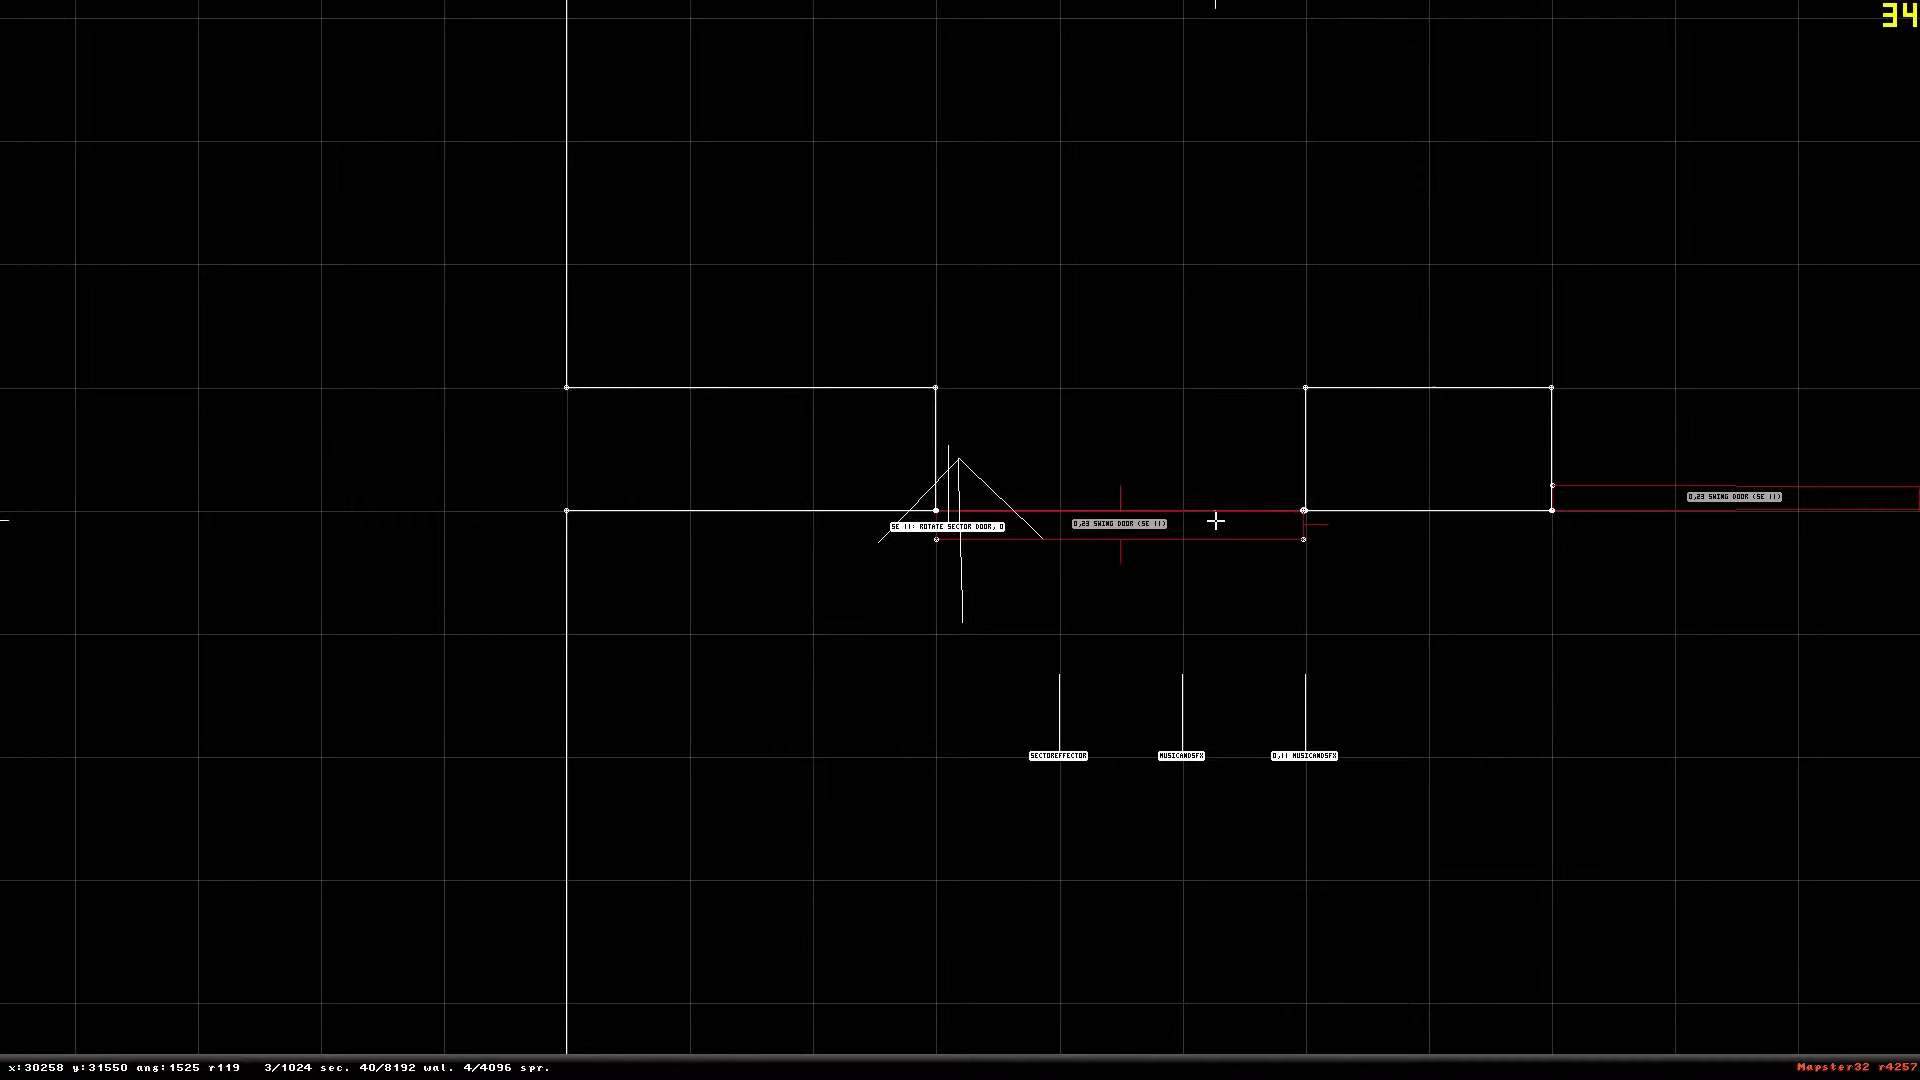 34
0,23 SWING DOOR (SE 11)
SE 11: ROTATE SECTOR DOOR, 0
0,23 SWING DOOR (SE 11)
SECTOREFFECTOR
MUSICANDSFX
0,11 MUSICANDSFX
x:30258 y:31550 ang:1525 r119 3/1024 sec. 40/8192 wal. 4/4096 spr.
Mapster32 r4257